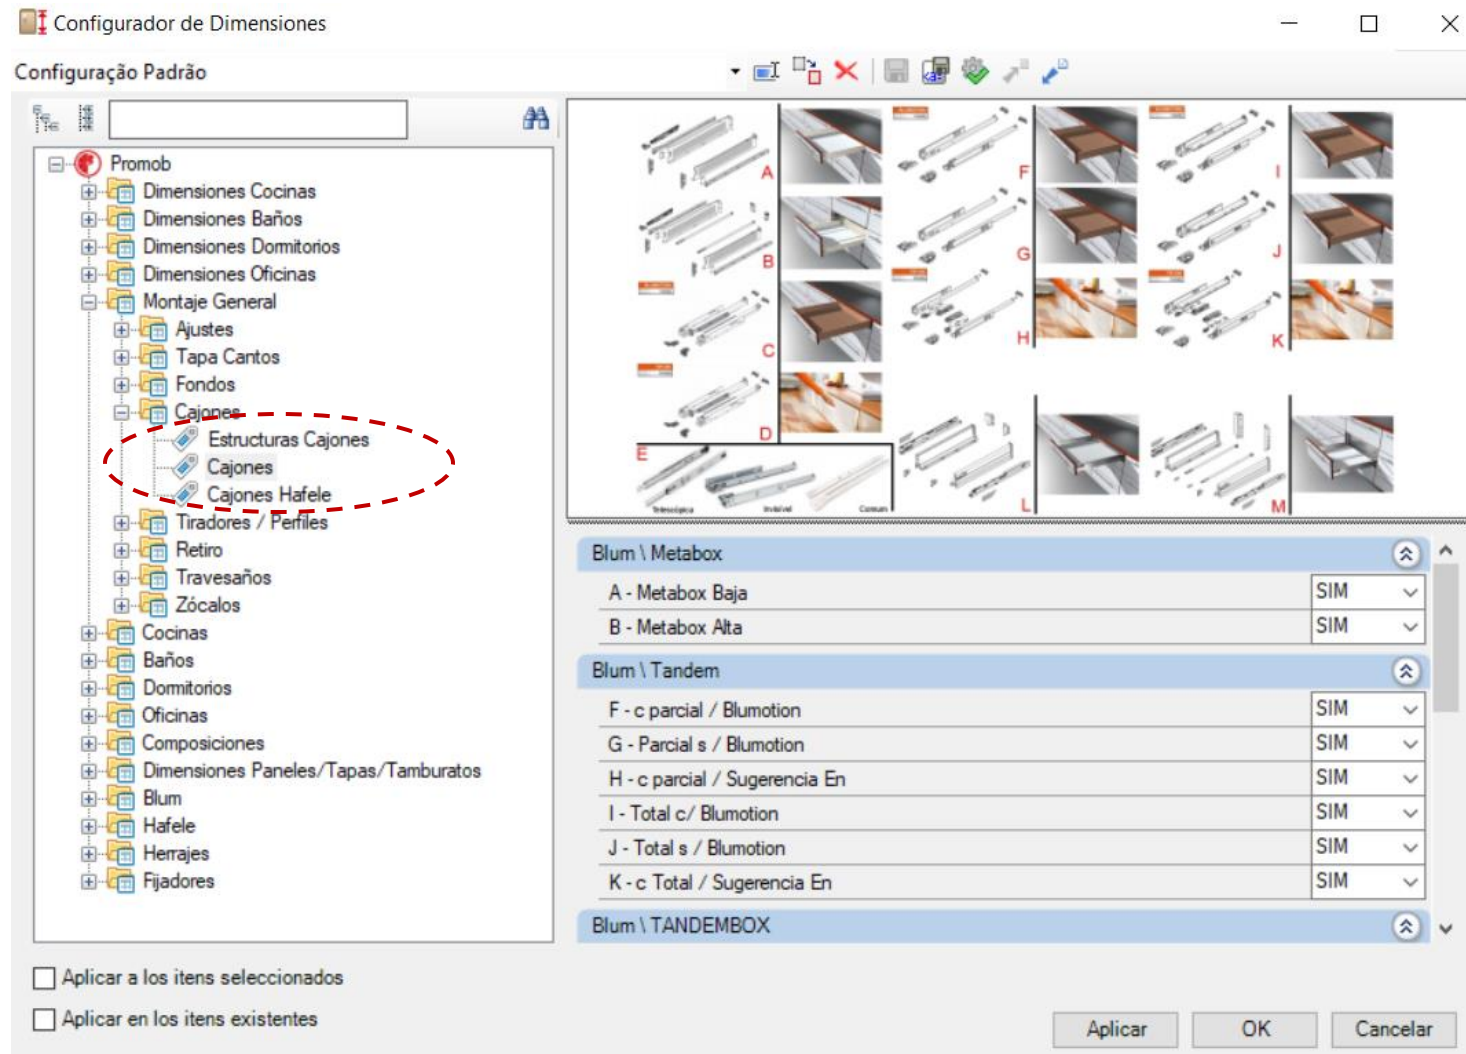 Configurador de Dimensiones
Configuração Padrão
Promob
Dimensiones Cocinas
Dimensiones Baños
Dimensiones Dormitorios
Dimensiones Oficinas
Montaje General
Ajustes
Tapa Cantos
Fondos
Cajones
Estructuras Cajones
Cajones
Cajones Hafele
Tiradores / Perfiles
Retiro
Travesaños
Zócalos
Cocinas
Baños
Dormitorios
Oficinas
Composiciones
Dimensiones Paneles/Tapas/Tamburatos
Blum
Hafele
Herrajes
Fijadores
A
F
I
B
G
J
C
H
K
D
E
L
M
Telescópica
Invisível
Comum
Blum \ Metabox
A - Metabox Baja SIM
B - Metabox Alta SIM
Blum \ Tandem
F - c parcial / Blumotion SIM
G - Parcial s / Blumotion SIM
H - c parcial / Sugerencia En SIM
I - Total c/ Blumotion SIM
J - Total s / Blumotion SIM
K - c Total / Sugerencia En SIM
Blum \ TANDEMBOX
Aplicar a los itens seleccionados
Aplicar en los itens existentes
Aplicar OK Cancelar